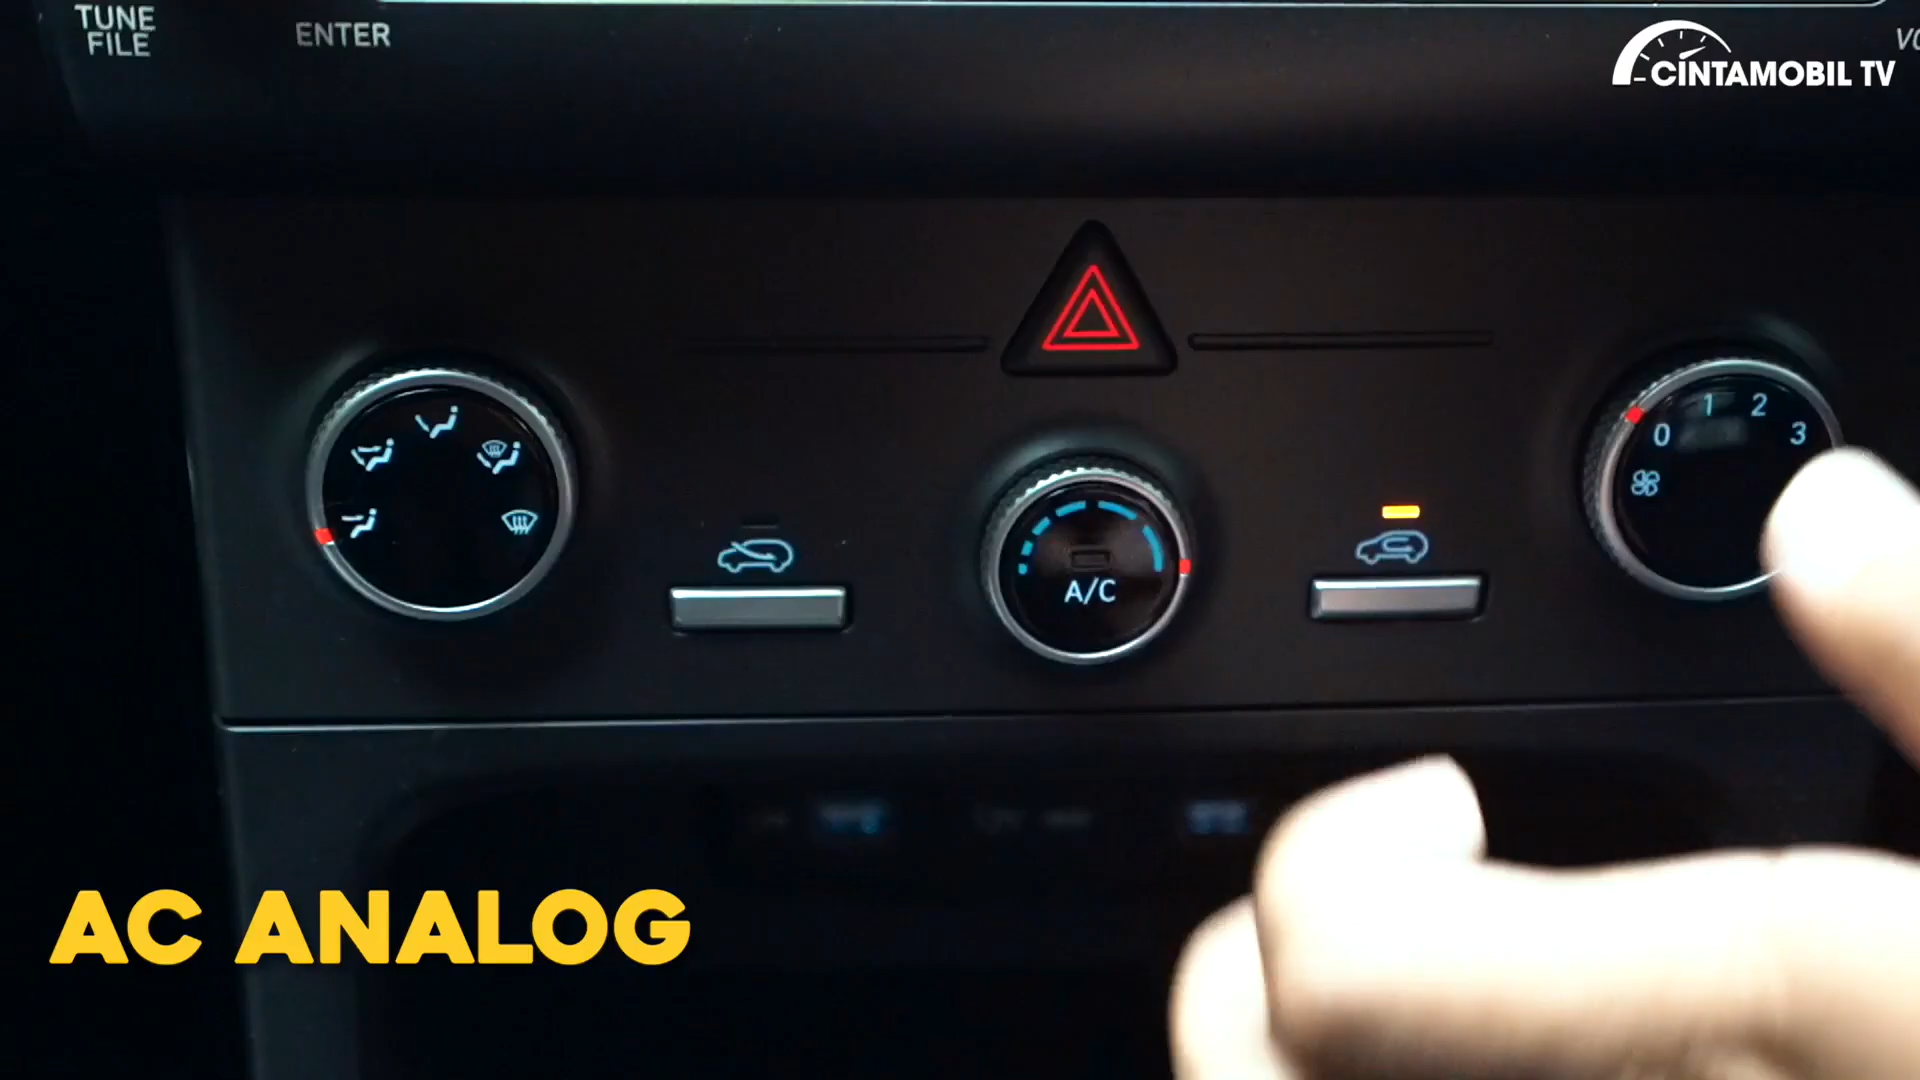 TUNE
FILE
ENTER
CINTAMOBIL TV
1 2
0 3
A/C
AC ANALOG